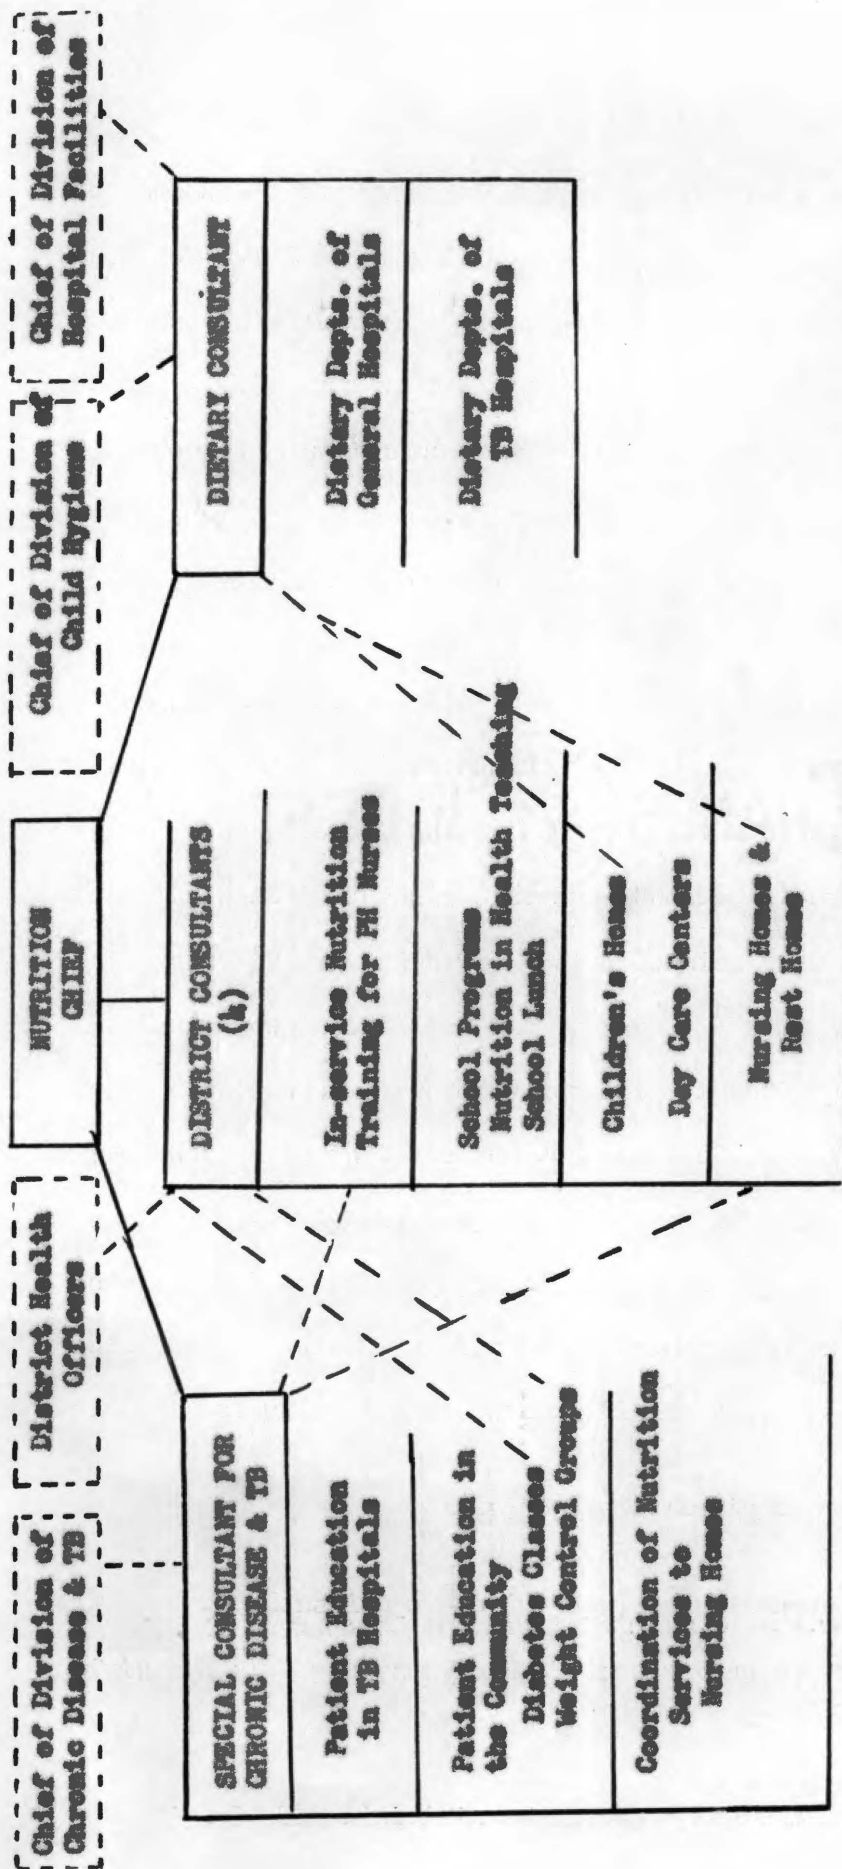 Chief of Division of
Chronic Disease & TB
District Health
Officers
NUTRITION
CHIEF
Chief of Division of
Child Hygiene
Chief of Division of
Hospital Facilities
SPECIAL CONSULTANT FOR
CHRONIC DISEASE & TB
Patient Education
in TB Hospitals
Patient Education in
the Community
Diabetes Classes
Weight Control Groups
Coordination of Nutrition
Services to
Nursing Homes
DISTRICT CONSULTANTS
(4)
In-service Nutrition
Training for PH Nurses
School Programs
Nutrition in Health Teaching
School Lunch
Children's Homes
Day Care Centers
Nursing Homes &
Rest Homes
DIETARY CONSULTANT
Dietary Depts. of
General Hospitals
Dietary Depts. of
TB Hospitals